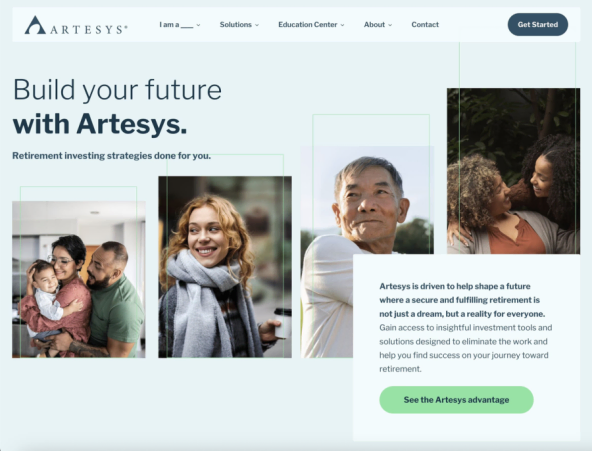 ARTESYS®
I am a ___
Solutions
Education Center
About
Contact
Get Started
Build your future
with Artesys.
Retirement investing strategies done for you.
Artesys is driven to help shape a future
where a secure and fulfilling retirement is
not just a dream, but a reality for everyone.
Gain access to insightful investment tools and
solutions designed to eliminate the work and
help you find success on your journey toward
retirement.
See the Artesys advantage